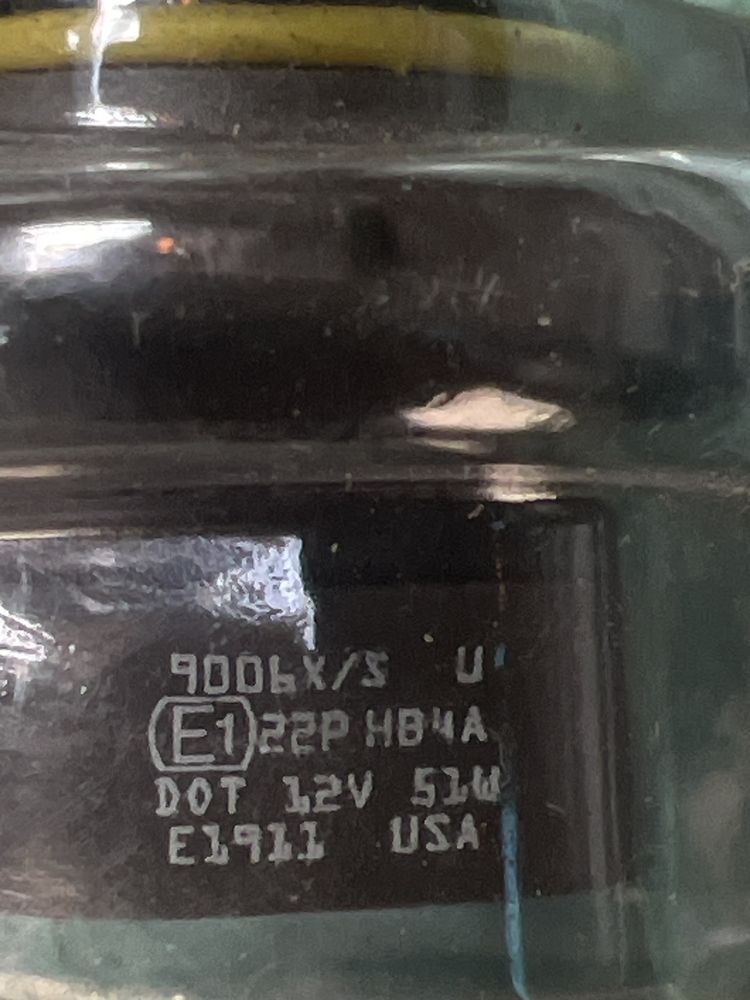 9006X/S U
E1 22P HB4A
DOT 12V 51W
E1911 USA